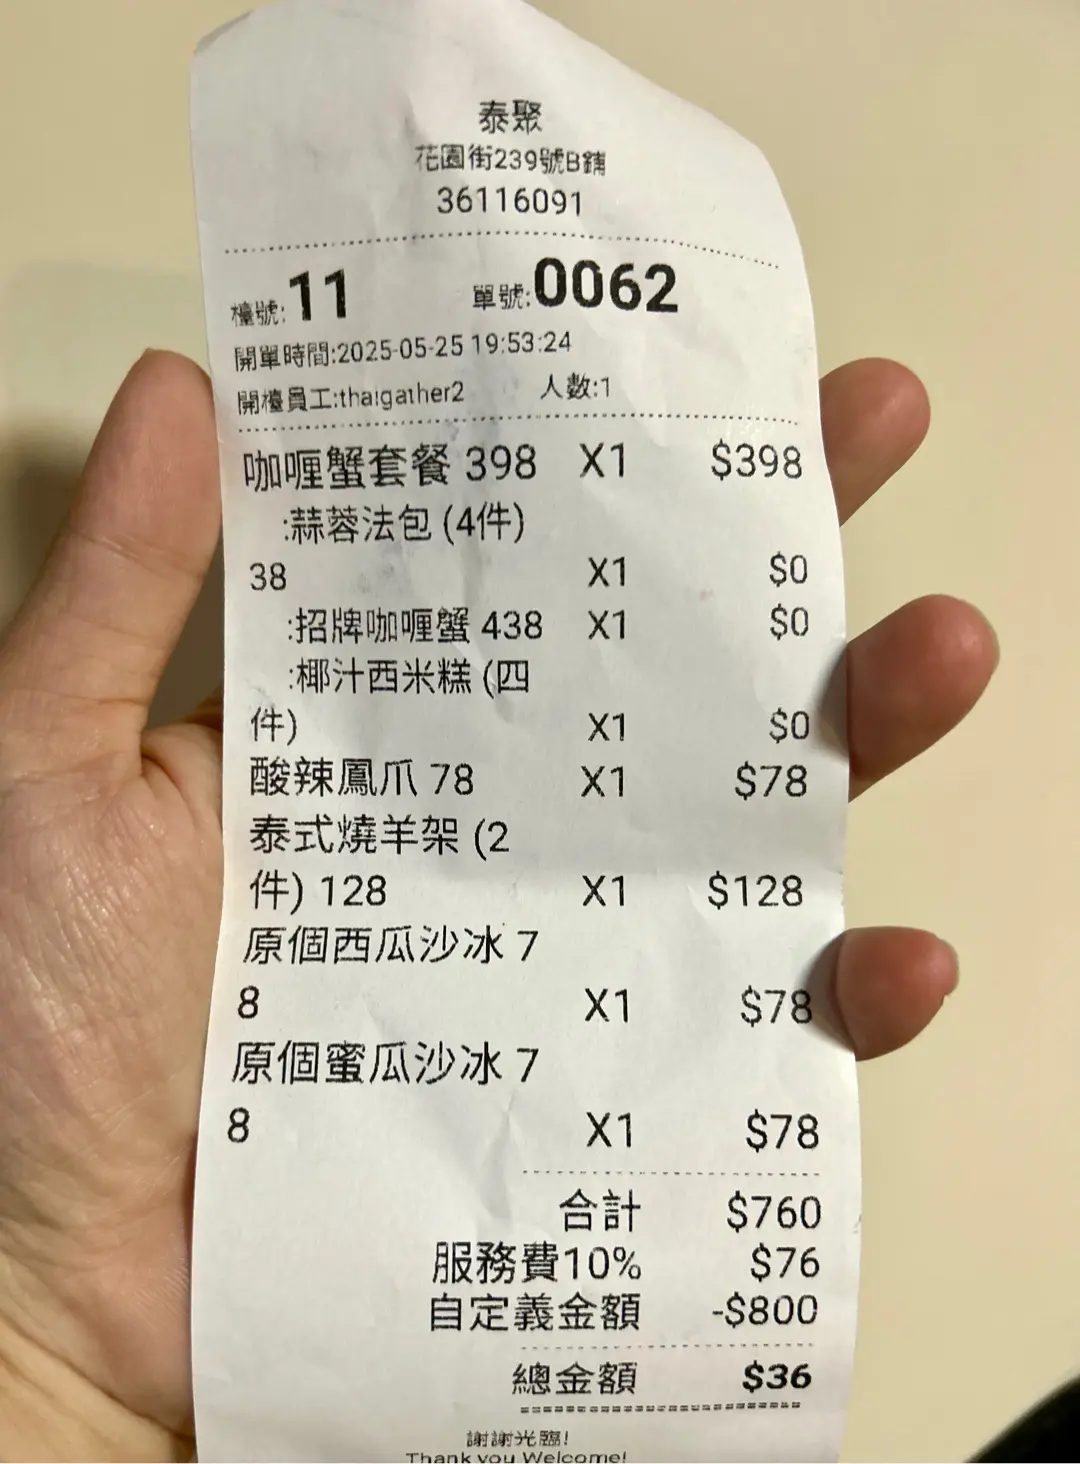 泰聚
花園街239號B鋪
36116091
檯號:11 單號:0062
開單時間:2025-05-25 19:53:24
開檯員工:thaigather2 人數:1
咖喱蟹套餐 398 X1 $398
:蒜蓉法包 (4件)
38 X1 $0
:招牌咖喱蟹 438 X1 $0
:椰汁西米糕 (四
件) X1 $0
酸辣鳳爪 78 X1 $78
泰式燒羊架 (2
件) 128 X1 $128
原個西瓜沙冰 7
8 X1 $78
原個蜜瓜沙冰 7
8 X1 $78
合計 $760
服務費10% $76
自定義金額 -$800
總金額 $36
謝謝光臨!
Thank you Welcome!